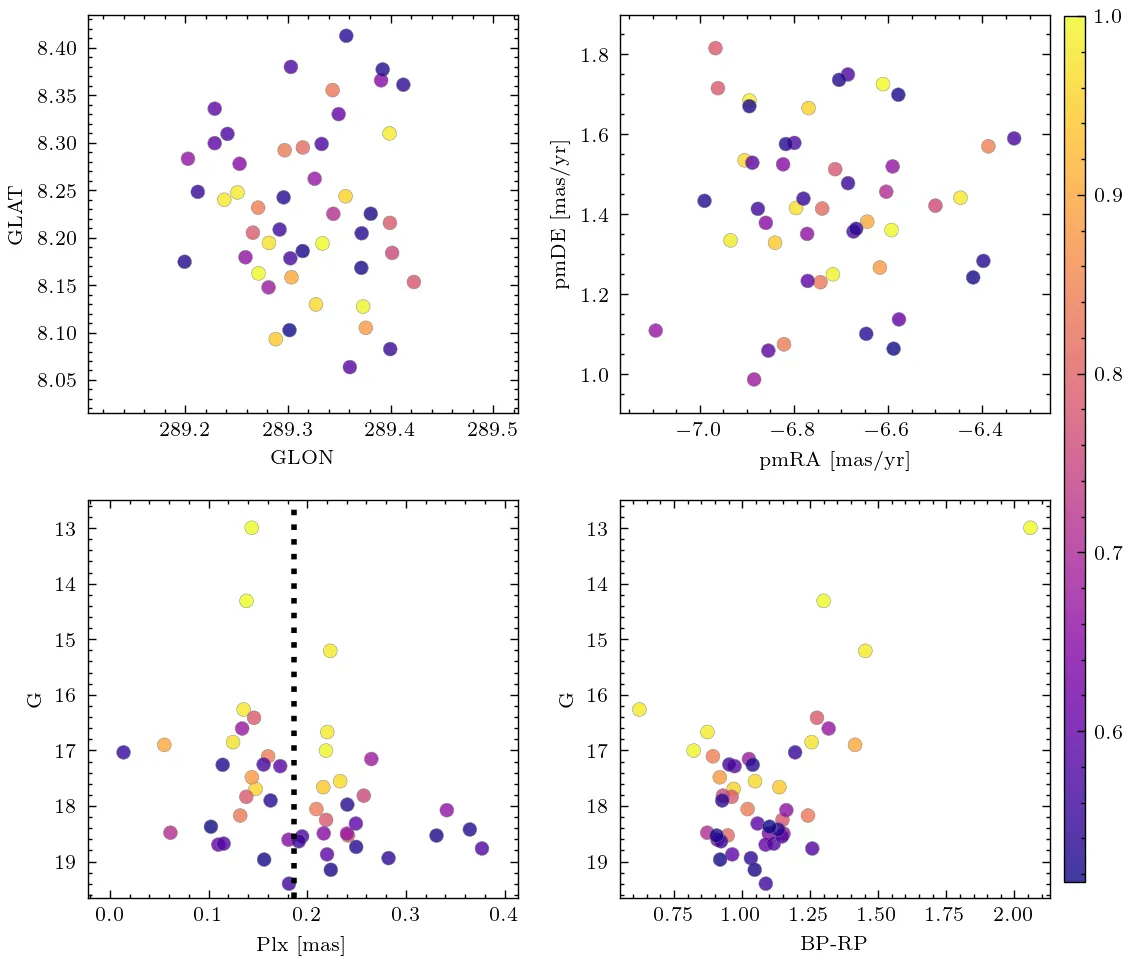 8.40
8.35
8.30
8.25
8.20
8.15
8.10
8.05
GLAT
289.2 289.3 289.4 289.5
GLON
1.8
1.6
1.4
1.2
1.0
pmDE [mas/yr]
−7.0 −6.8 −6.6 −6.4
pmRA [mas/yr]
1.0
0.9
0.8
0.7
0.6
13
14
15
16
17
18
19
G
0.0 0.1 0.2 0.3 0.4
Plx [mas]
13
14
15
16
17
18
19
G
0.75 1.00 1.25 1.50 1.75 2.00
BP-RP